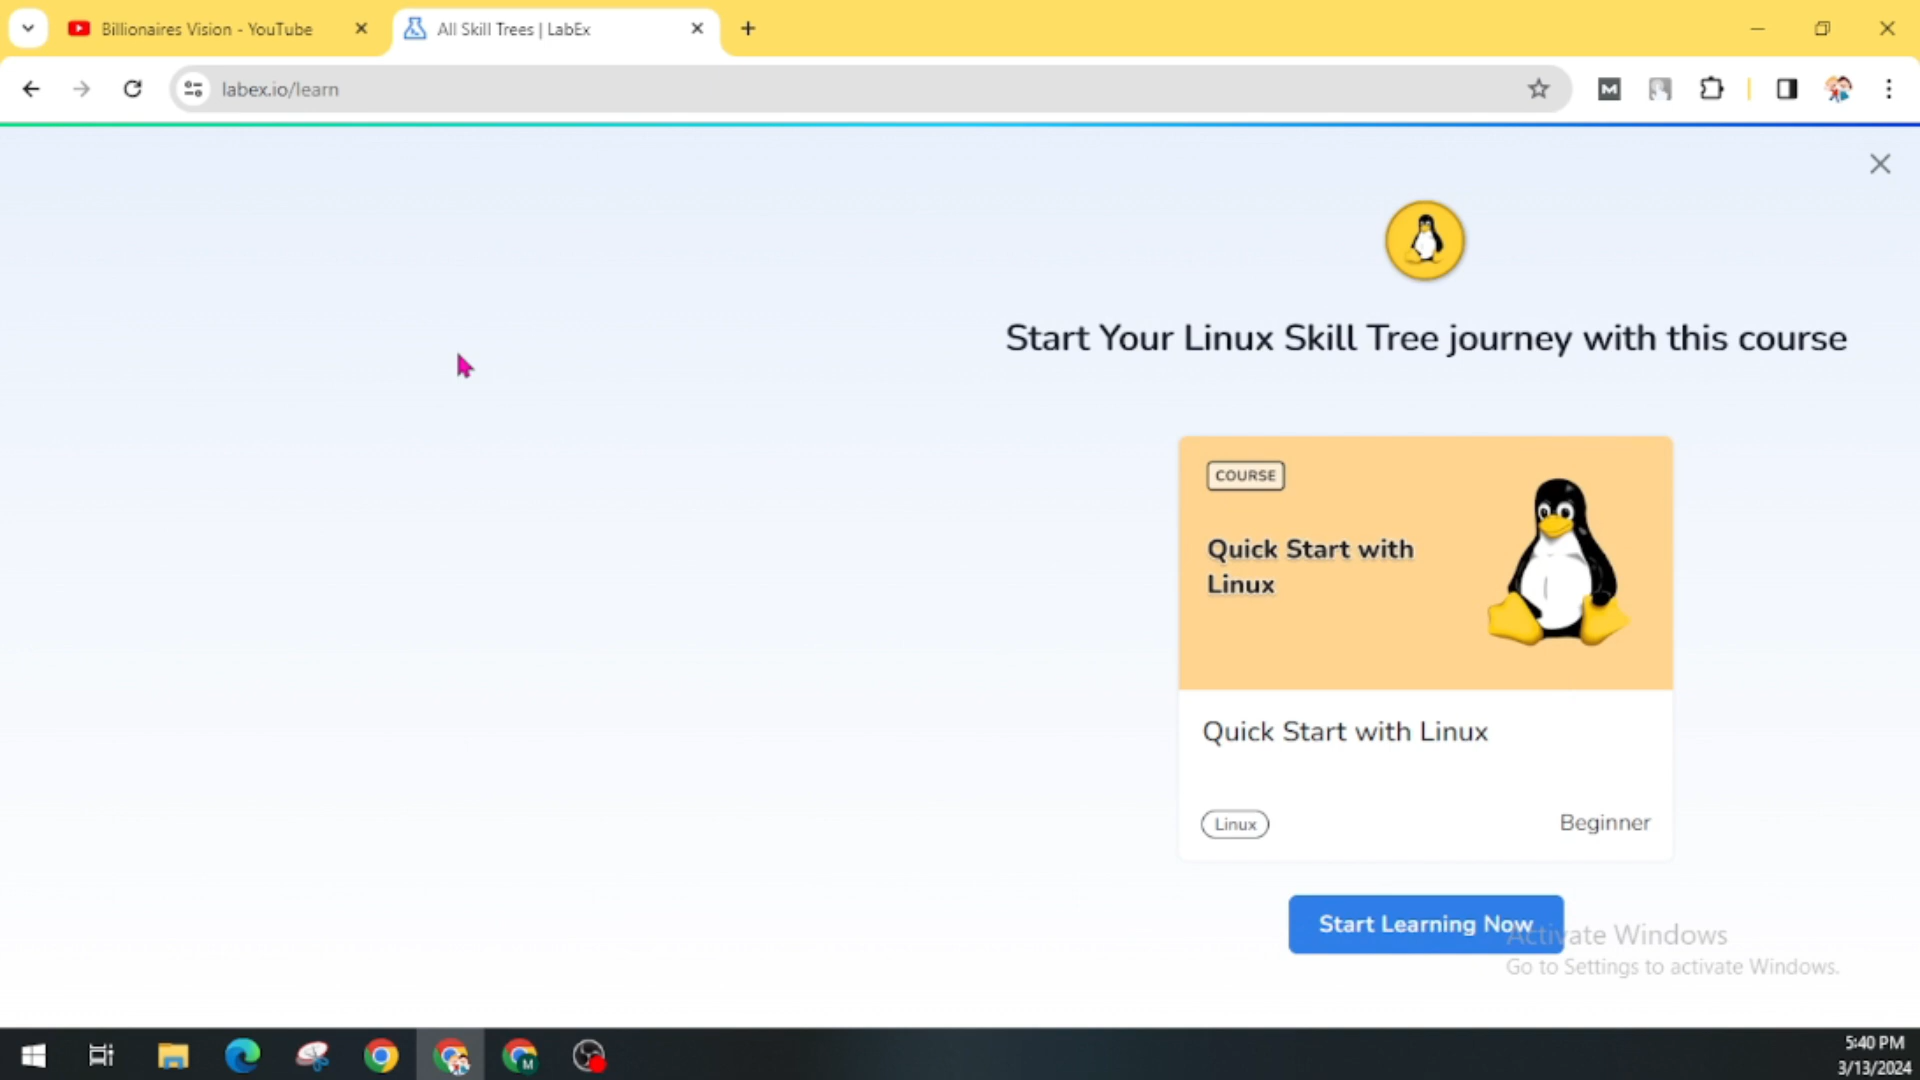 Billionaires Vision - YouTube
All Skill Trees | LabEx
labex.io/learn
M
Start Your Linux Skill Tree journey with this course
COURSE
Quick Start with
Linux
Quick Start with Linux
Linux
Beginner
Start Learning Now
Activate Windows
Go to Settings to activate Windows.
M
5:40 PM
3/13/2024